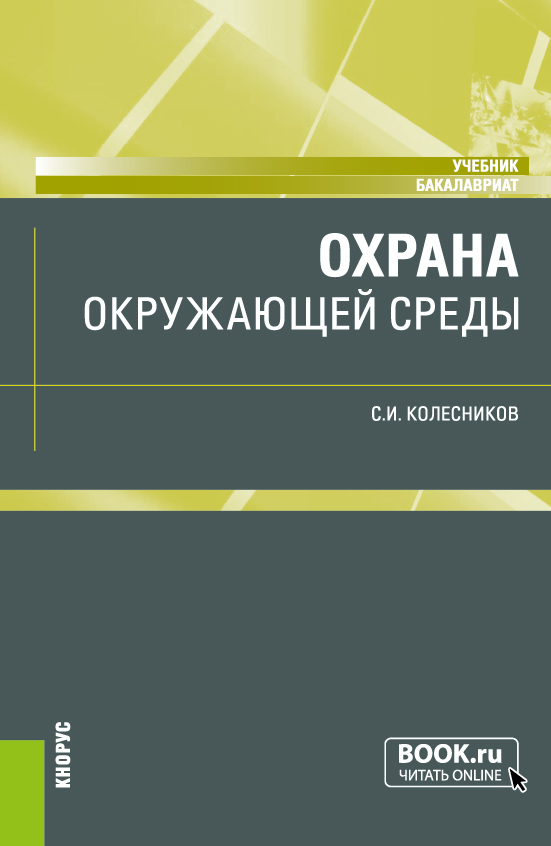 УЧЕБНИК
БАКАЛАВРИАТ
ОХРАНА
ОКРУЖАЮЩЕЙ СРЕДЫ
С.И. КОЛЕСНИКОВ
КНОРУС
BOOK.ru
ЧИТАТЬ ONLINE